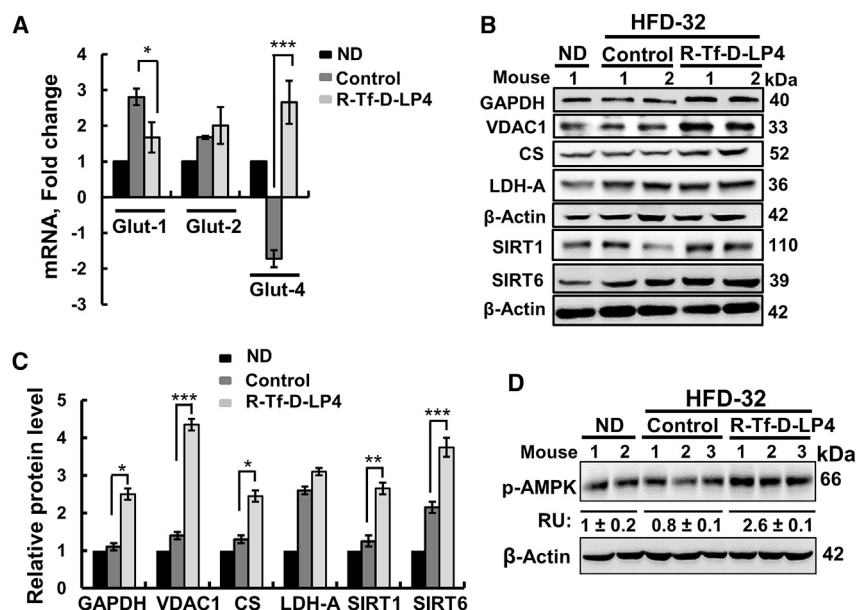 A
mRNA, Fold change
4
3
2
1
0
-1
-2
-3
*
***
ND
Control
R-Tf-D-LP4
Glut-1
Glut-2
Glut-4
B
HFD-32
ND Control R-Tf-D-LP4
Mouse 1 1 2 1 2 kDa
GAPDH 40
VDAC1 33
CS 52
LDH-A 36
β-Actin 42
SIRT1 110
SIRT6 39
β-Actin 42
C
ND
Control
R-Tf-D-LP4
Relative protein level
5
4
3
2
1
0
* *** * ** ***
GAPDH VDAC1 CS LDH-A SIRT1 SIRT6
D
HFD-32
ND Control R-Tf-D-LP4
Mouse 1 2 1 2 3 1 2 3 kDa
p-AMPK 66
RU: 1 ± 0.2 0.8 ± 0.1 2.6 ± 0.1
β-Actin 42